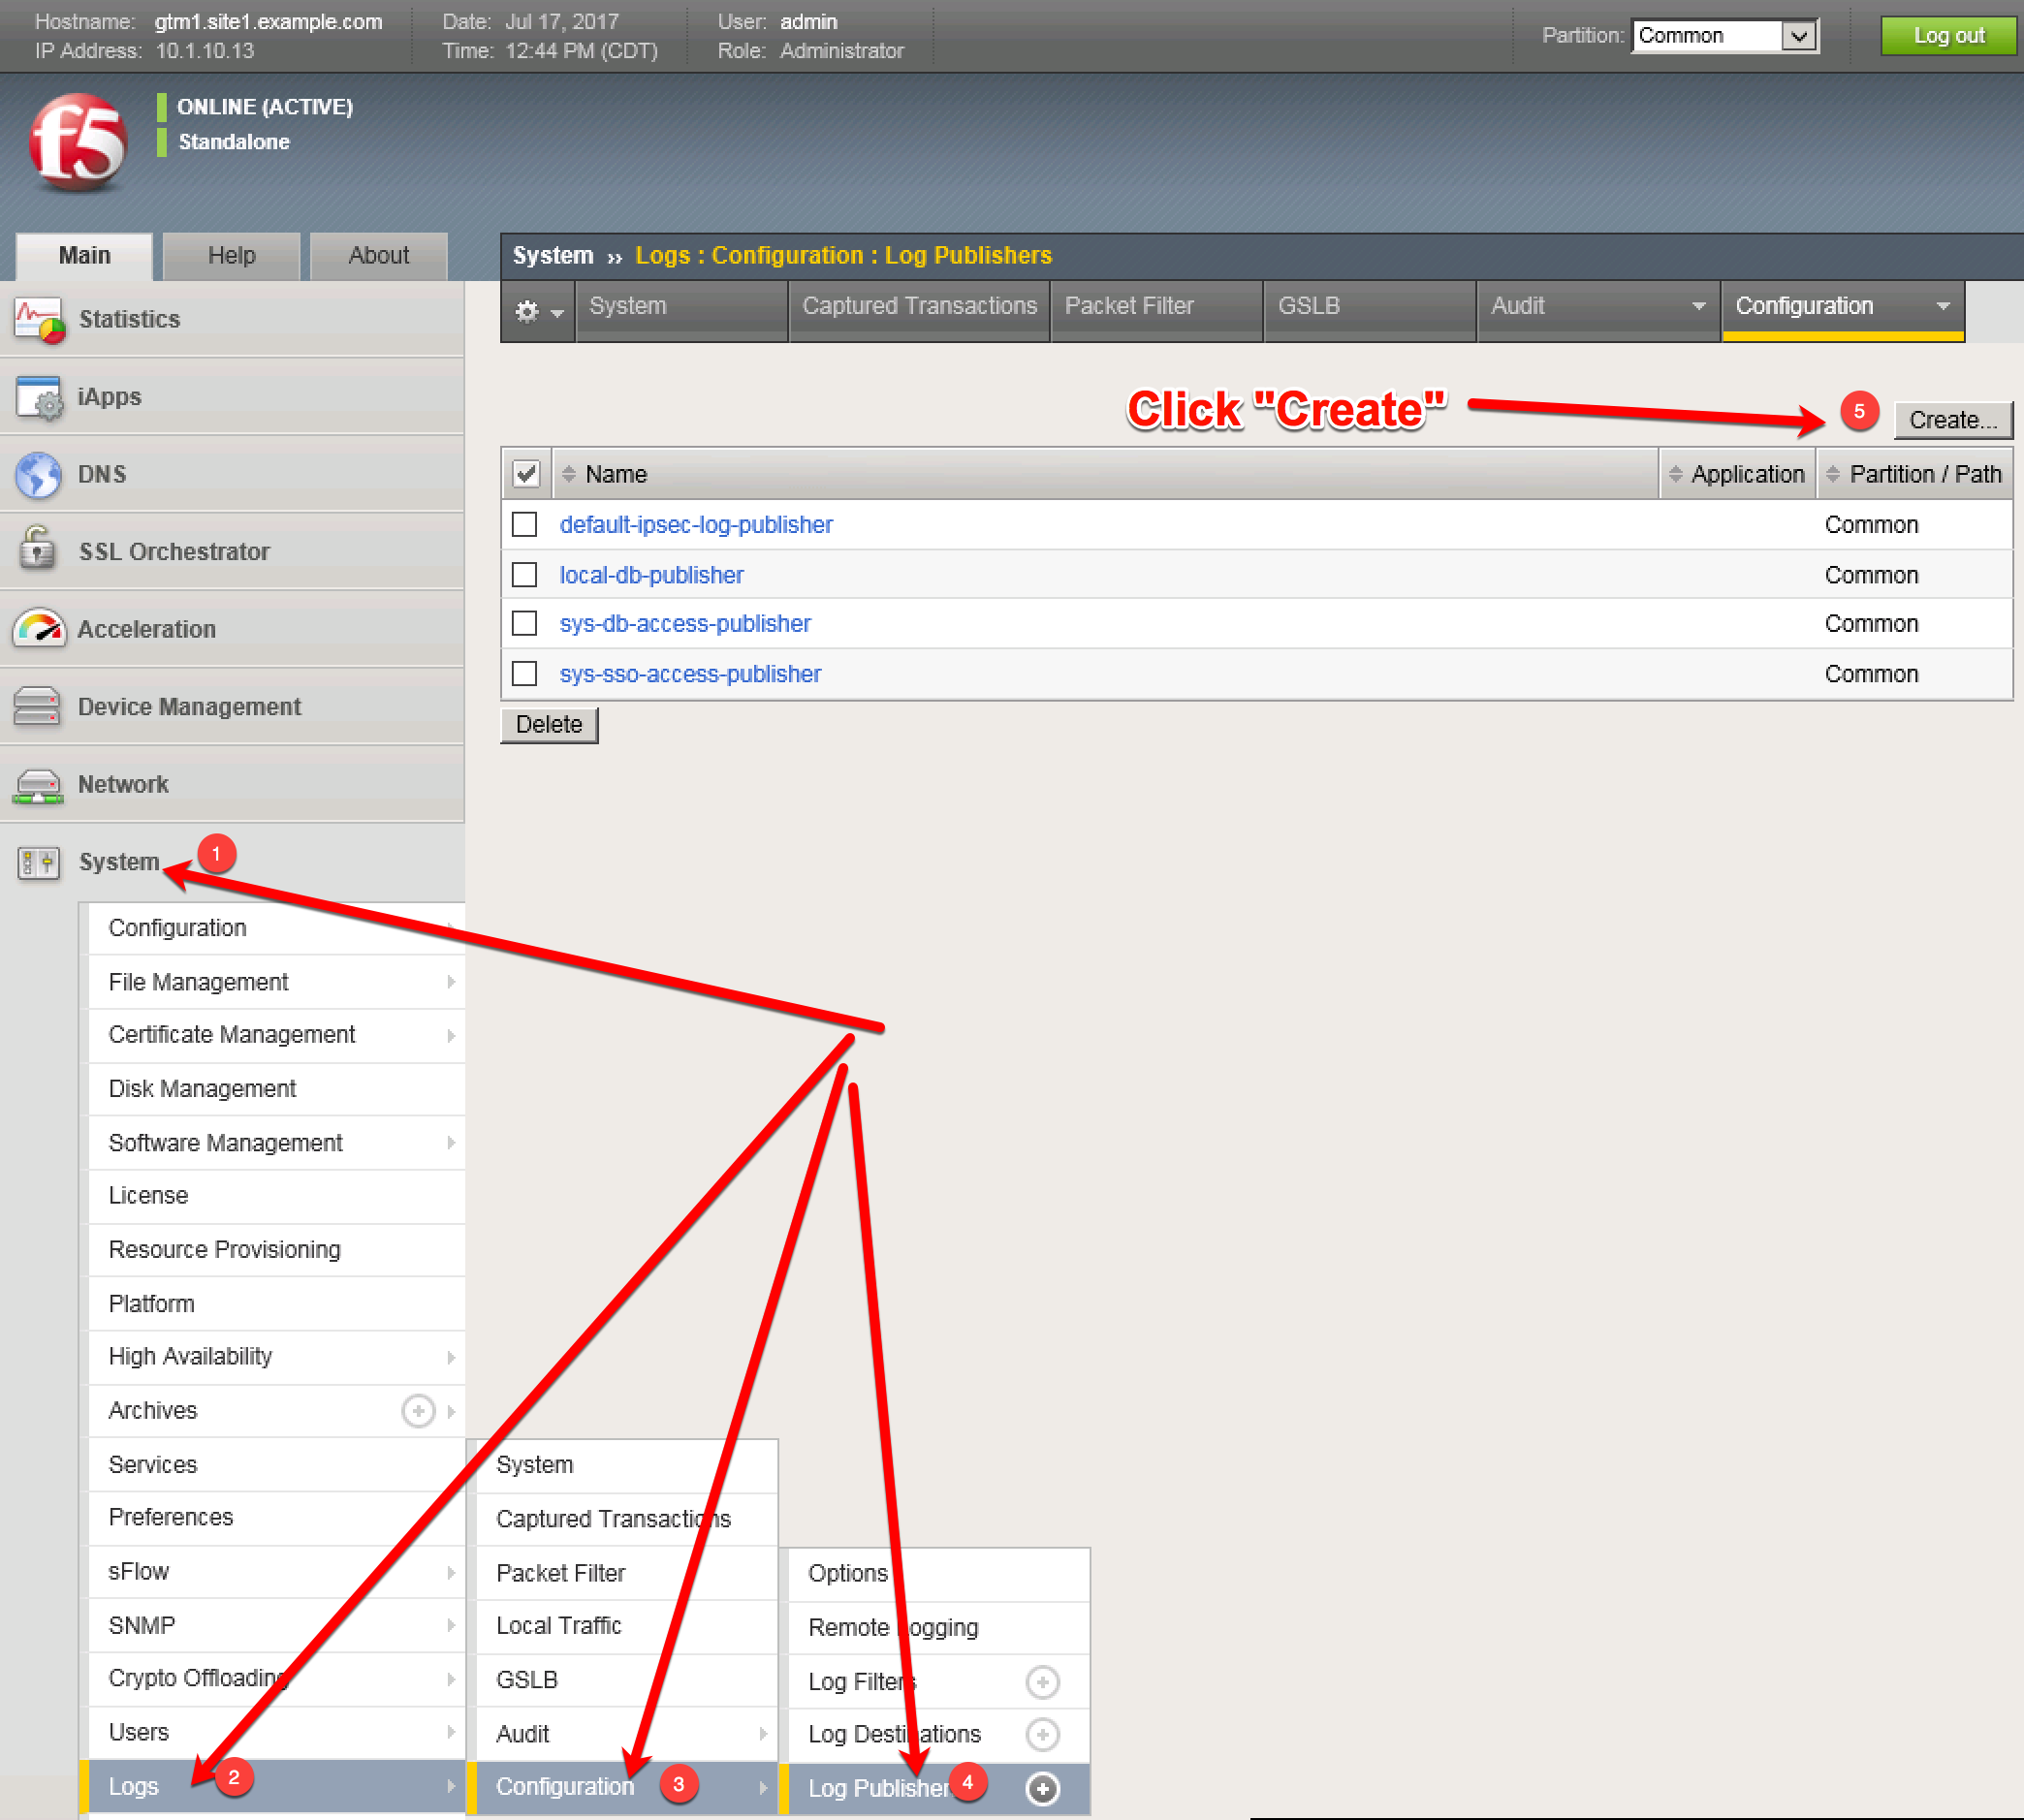 Hostname: gtm1.site1.example.com Date: Jul 17, 2017 User: admin
IP Address: 10.1.10.13 Time: 12:44 PM (CDT) Role: Administrator
Partition: Common Log out
f5
ONLINE (ACTIVE)
Standalone
Main Help About
System ›› Logs : Configuration : Log Publishers
System Captured Transactions Packet Filter GSLB Audit Configuration
Statistics
iApps
DNS
SSL Orchestrator
Acceleration
Device Management
Network
System 1
Click "Create" 5 Create...
Name Application Partition / Path
default-ipsec-log-publisher Common
local-db-publisher Common
sys-db-access-publisher Common
sys-sso-access-publisher Common
Delete
Configuration
File Management
Certificate Management
Disk Management
Software Management
License
Resource Provisioning
Platform
High Availability
Archives
Services
Preferences
sFlow
SNMP
Crypto Offloading
Users
Logs 2
System
Captured Transactions
Packet Filter
Local Traffic
GSLB
Audit
Configuration 3
Options
Remote Logging
Log Filters
Log Destinations
Log Publisher 4